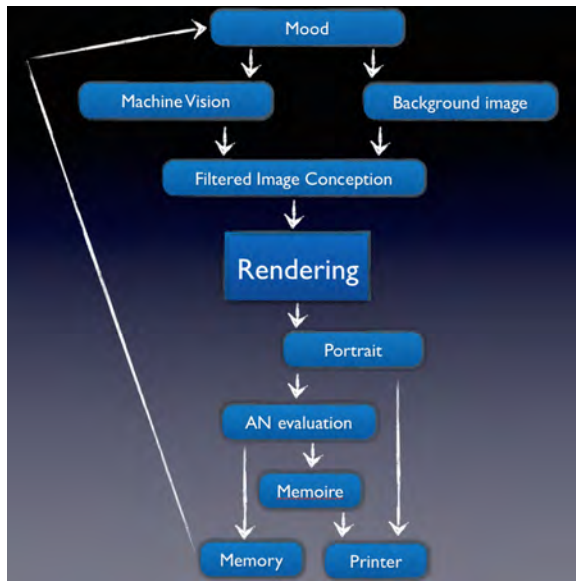 Mood
Machine Vision
Background image
Filtered Image Conception
Rendering
Portrait
AN evaluation
Memoire
Memory
Printer